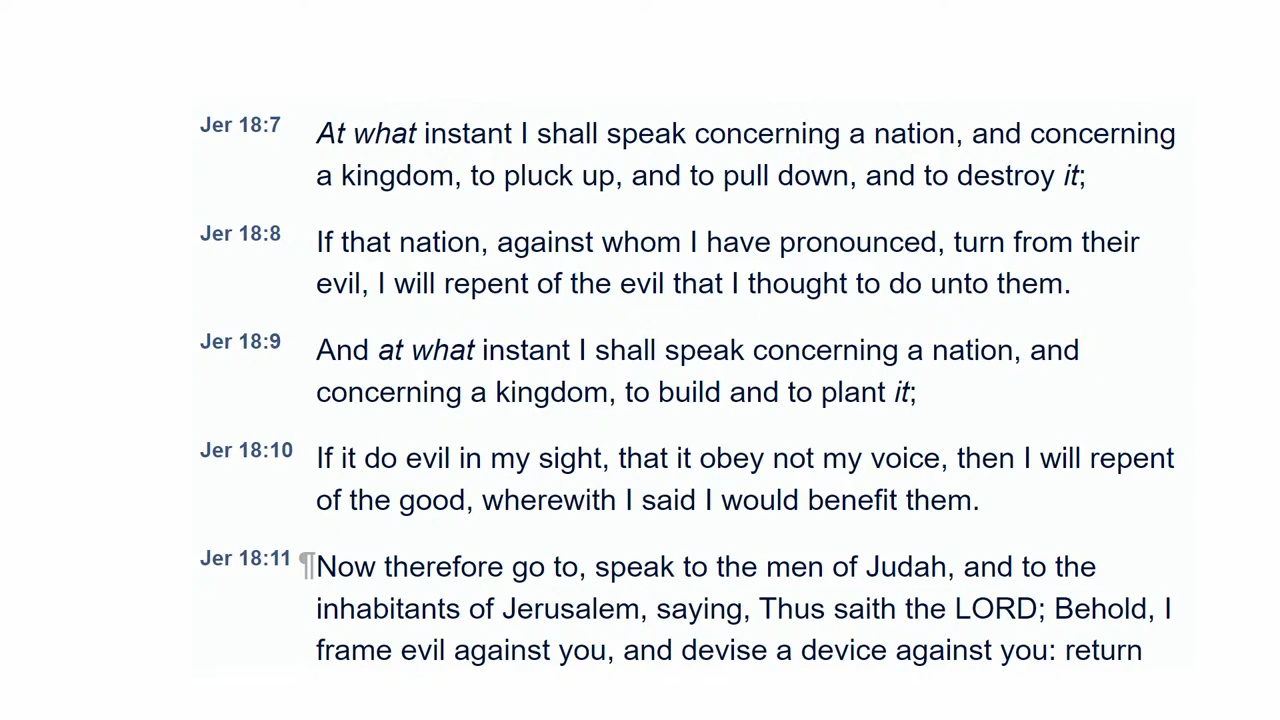 Jer 18:7 At what instant I shall speak concerning a nation, and concerning
a kingdom, to pluck up, and to pull down, and to destroy it;
Jer 18:8 If that nation, against whom I have pronounced, turn from their
evil, I will repent of the evil that I thought to do unto them.
Jer 18:9 And at what instant I shall speak concerning a nation, and
concerning a kingdom, to build and to plant it;
Jer 18:10 If it do evil in my sight, that it obey not my voice, then I will repent
of the good, wherewith I said I would benefit them.
Jer 18:11 ¶Now therefore go to, speak to the men of Judah, and to the
inhabitants of Jerusalem, saying, Thus saith the LORD; Behold, I
frame evil against you, and devise a device against you: return